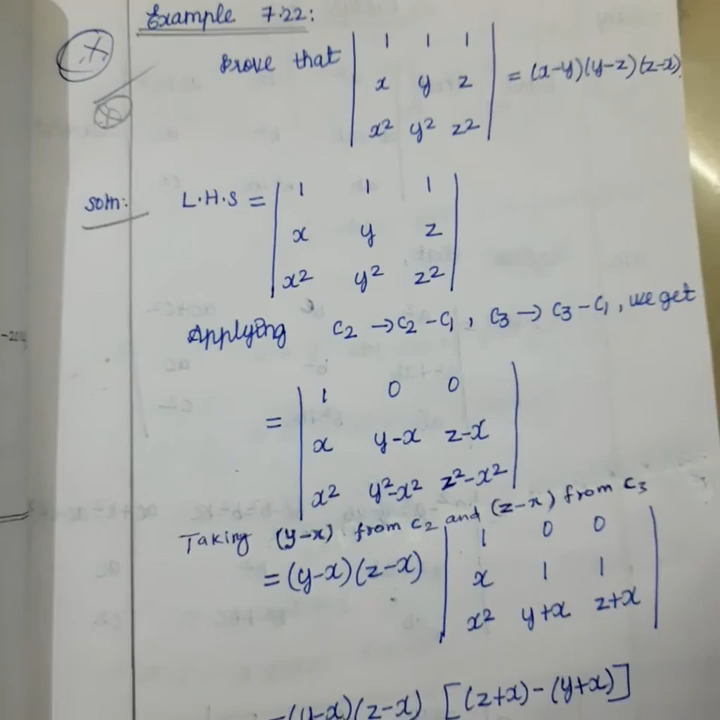 Example 7.22:
Prove that | 1 1 1 |
| x y z | = (x-y)(y-z)(z-x).
| x² y² z² |
Soln: L.H.S = | 1 1 1 |
| x y z |
| x² y² z² |
Applying C₂ → C₂-C₁, C₃ → C₃-C₁, we get
= | 1 0 0 |
| x y-x z-x |
| x² y²-x² z²-x² |
Taking (y-x) from C₂ and (z-x) from C₃
= (y-x)(z-x) | 1 0 0 |
| x 1 1 |
| x² y+x z+x |
= (y-x)(z-x) [(z+x)-(y+x)]